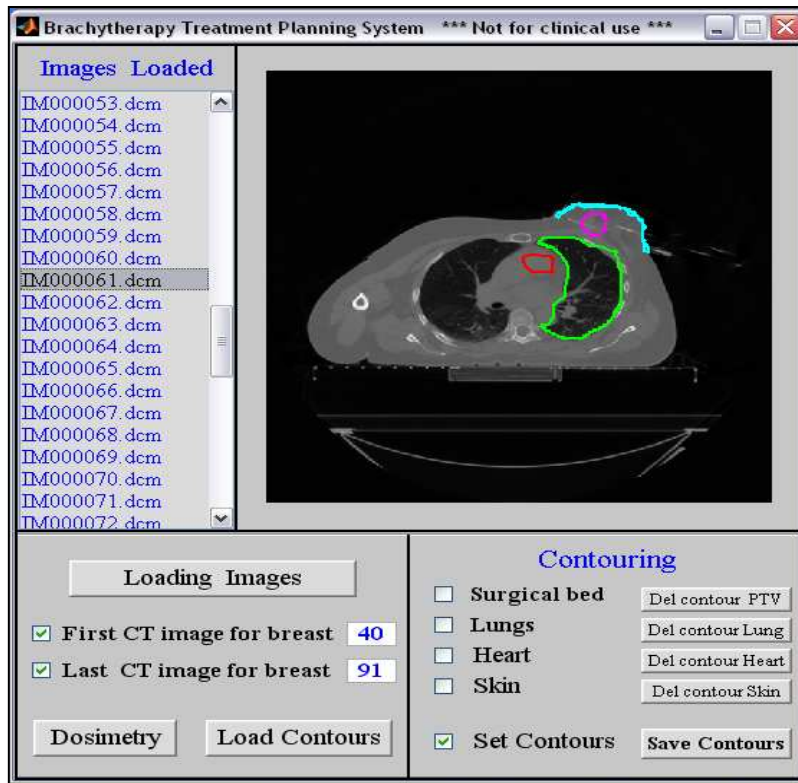 Brachytherapy Treatment Planning System *** Not for clinical use ***
Images Loaded
IM000053.dcm
IM000054.dcm
IM000055.dcm
IM000056.dcm
IM000057.dcm
IM000058.dcm
IM000059.dcm
IM000060.dcm
IM000061.dcm
IM000062.dcm
IM000063.dcm
IM000064.dcm
IM000065.dcm
IM000066.dcm
IM000067.dcm
IM000068.dcm
IM000069.dcm
IM000070.dcm
IM000071.dcm
IM000072.dcm
Loading Images
First CT image for breast 40
Last CT image for breast 91
Dosimetry Load Contours
Contouring
Surgical bed Del contour PTV
Lungs Del contour Lung
Heart Del contour Heart
Skin Del contour Skin
Set Contours Save Contours